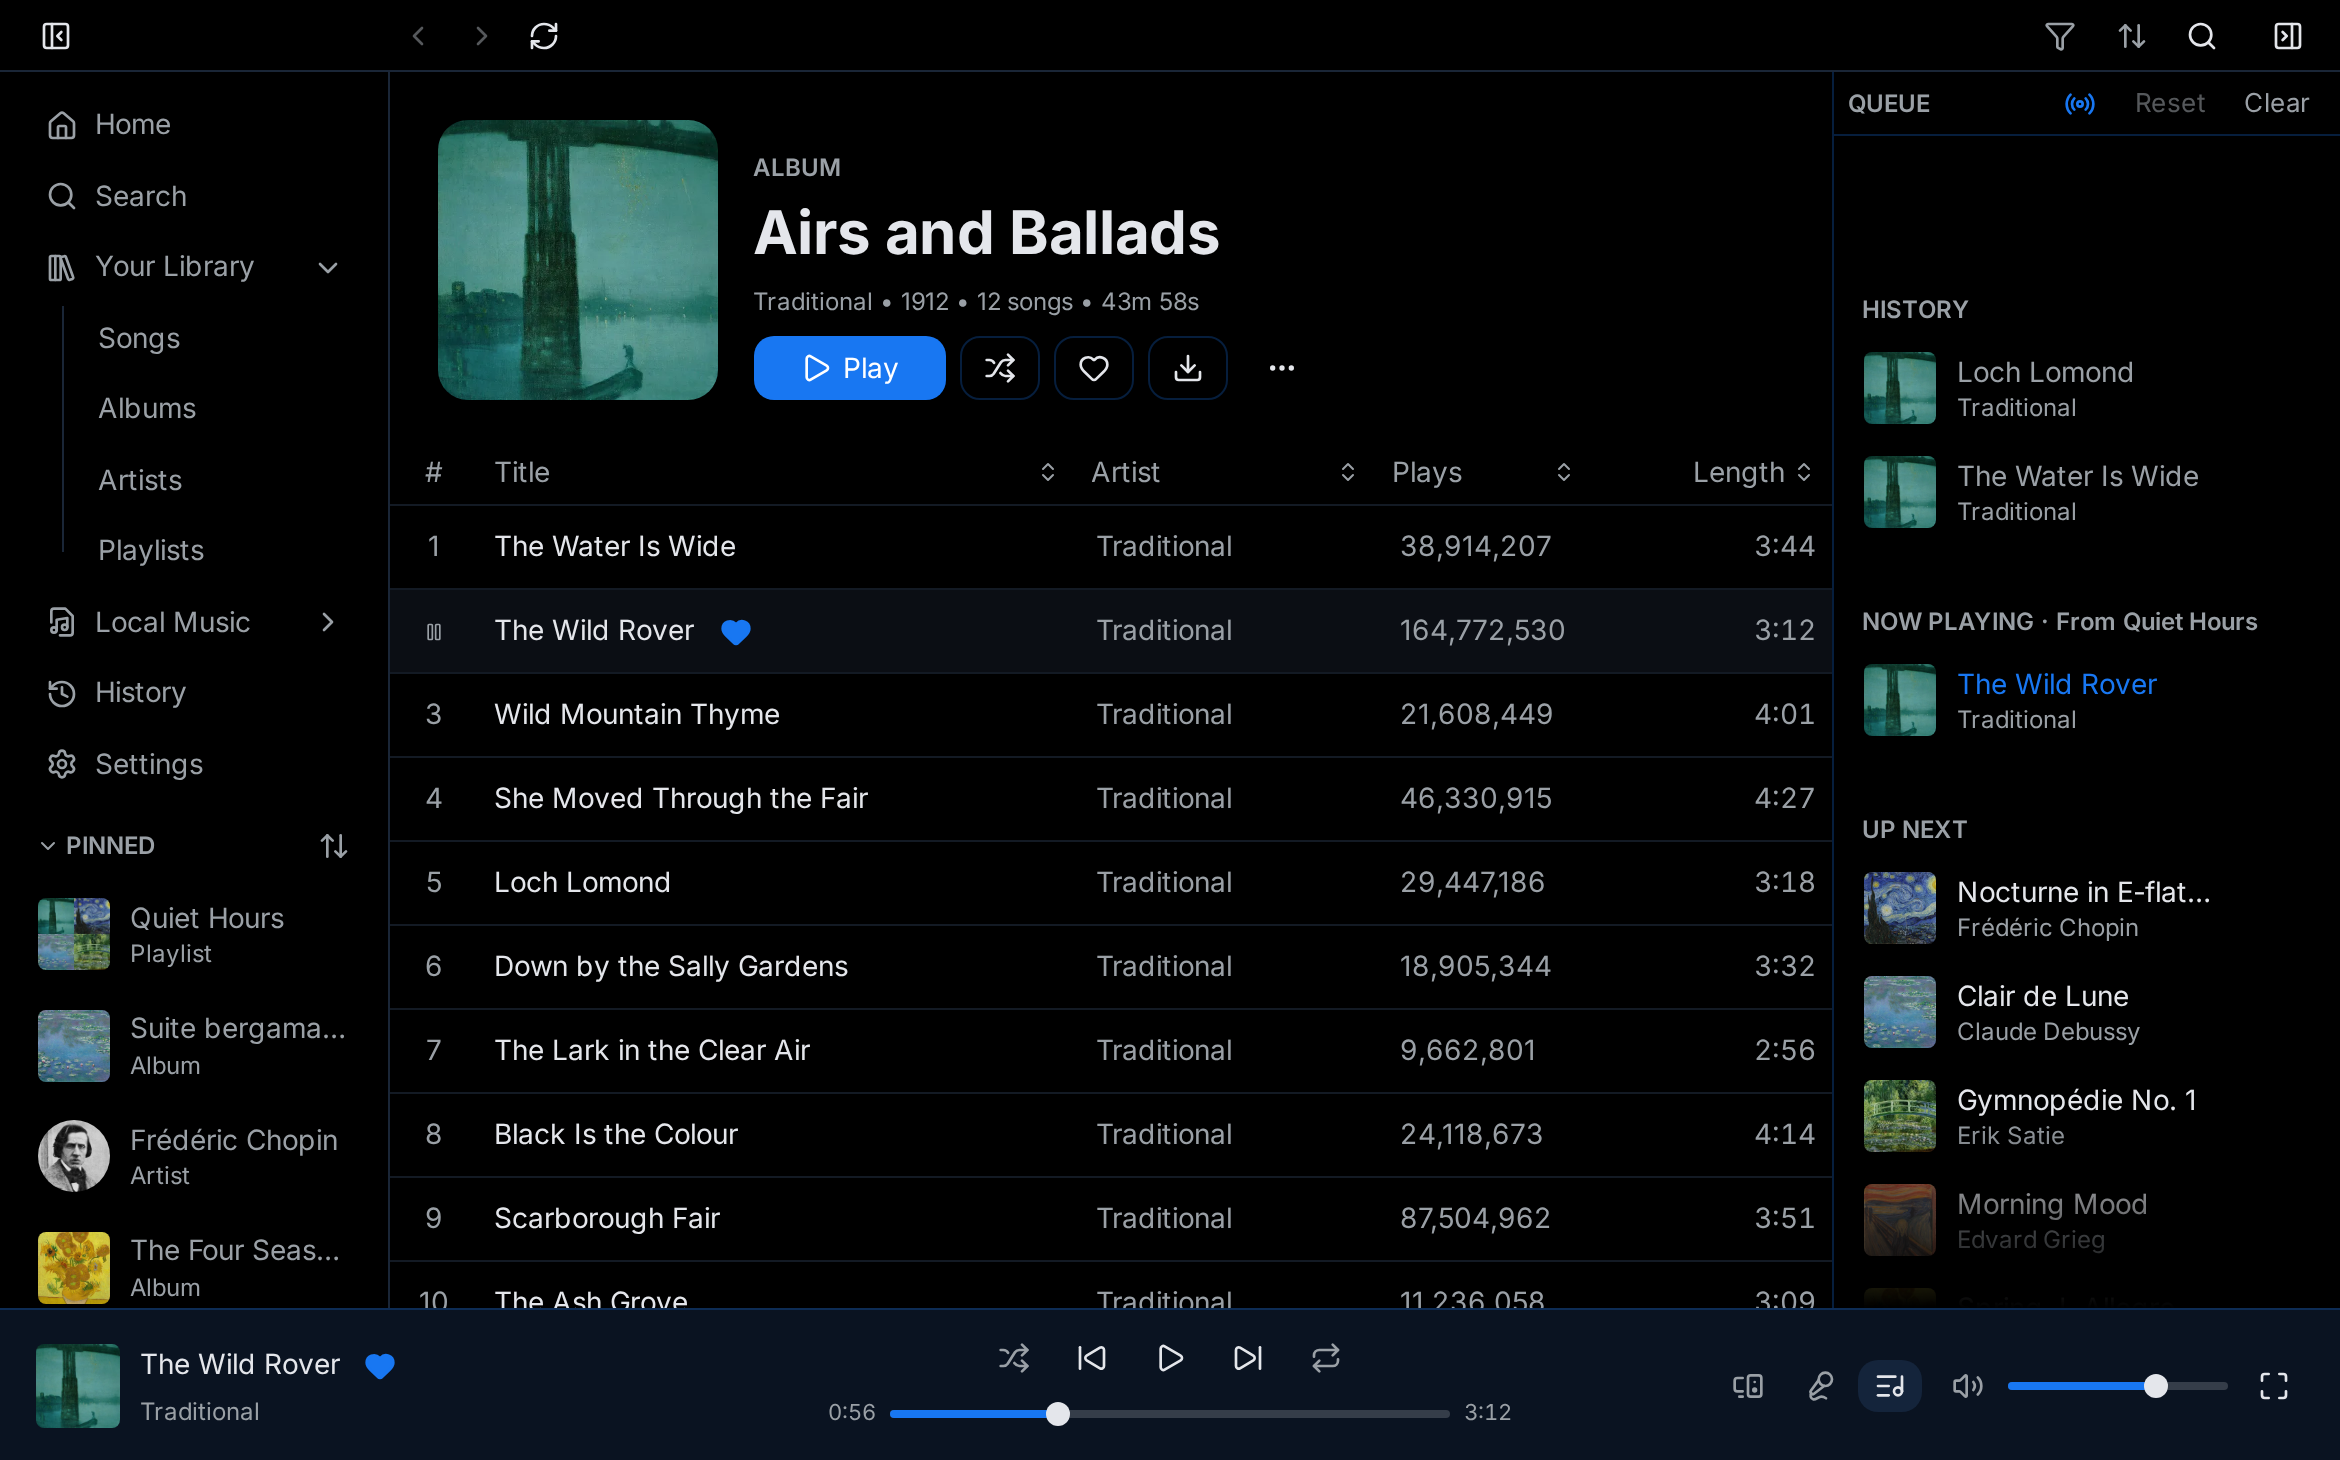 Home
Search
Your Library
Songs
Albums
Artists
Playlists
Local Music
History
Settings
PINNED
Quiet Hours
Playlist
Suite bergama...
Album
Frédéric Chopin
Artist
The Four Seas...
Album
ALBUM
Airs and Ballads
Traditional • 1912 • 12 songs • 43m 58s
Play
# Title Artist Plays Length
1 The Water Is Wide Traditional 38,914,207 3:44
The Wild Rover Traditional 164,772,530 3:12
3 Wild Mountain Thyme Traditional 21,608,449 4:01
4 She Moved Through the Fair Traditional 46,330,915 4:27
5 Loch Lomond Traditional 29,447,186 3:18
6 Down by the Sally Gardens Traditional 18,905,344 3:32
7 The Lark in the Clear Air Traditional 9,662,801 2:56
8 Black Is the Colour Traditional 24,118,673 4:14
9 Scarborough Fair Traditional 87,504,962 3:51
10 The Ash Grove Traditional 11,236,058 3:09
QUEUE Reset Clear
HISTORY
Loch Lomond
Traditional
The Water Is Wide
Traditional
NOW PLAYING · From Quiet Hours
The Wild Rover
Traditional
UP NEXT
Nocturne in E-flat...
Frédéric Chopin
Clair de Lune
Claude Debussy
Gymnopédie No. 1
Erik Satie
Morning Mood
Edvard Grieg
The Wild Rover
Traditional
0:56 3:12